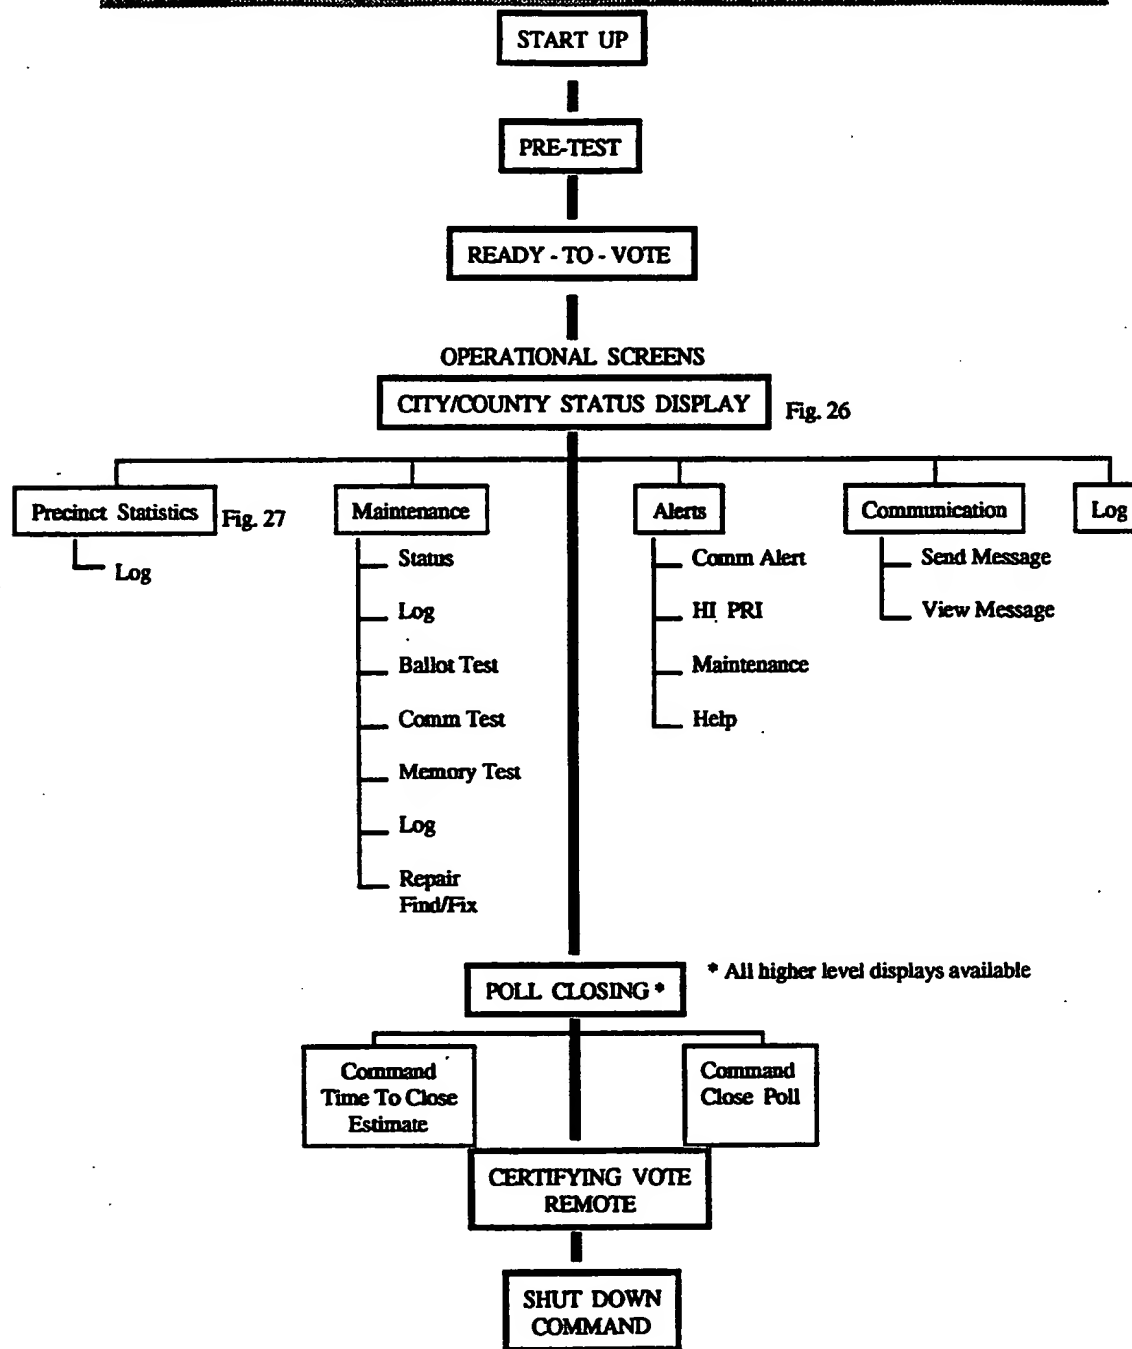 START UP
PRE-TEST
READY - TO - VOTE
OPERATIONAL SCREENS
CITY/COUNTY STATUS DISPLAY
Fig. 26
Precinct Statistics
Fig. 27
Log
Maintenance
Status
Log
Ballot Test
Comm Test
Memory Test
Log
Repair
Find/Fix
Alerts
Comm Alert
HI PRI
Maintenance
Help
Communication
Send Message
View Message
Log
POLL CLOSING *
* All higher level displays available
Command
Time To Close
Estimate
Command
Close Poll
CERTIFYING VOTE
REMOTE
SHUT DOWN
COMMAND